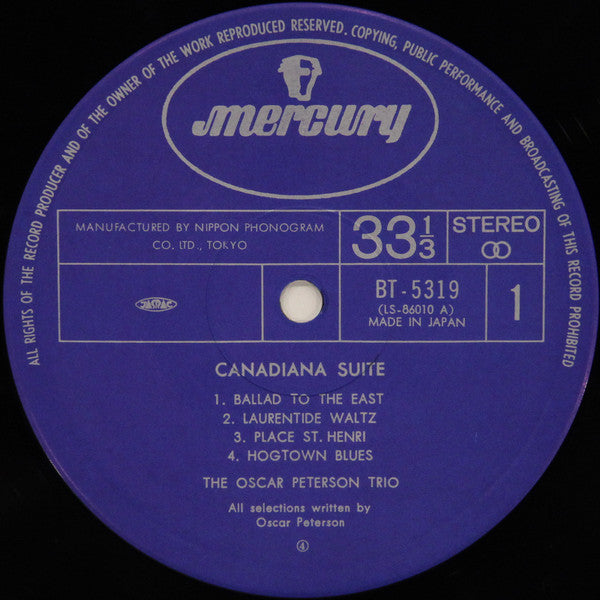 ALL RIGHTS OF THE RECORD PRODUCER AND OF THE OWNER OF THE WORK REPRODUCED RESERVED. COPYING, PUBLIC PERFORMANCE AND BROADCASTING OF THIS RECORD PROHIBITED
mercury
MANUFACTURED BY NIPPON PHONOGRAM
CO. LTD., TOKYO
33 1/3
STEREO
JASRAC
BT-5319
(LS-86010 A)
MADE IN JAPAN
1
CANADIANA SUITE
1. BALLAD TO THE EAST
2. LAURENTIDE WALTZ
3. PLACE ST. HENRI
4. HOGTOWN BLUES
THE OSCAR PETERSON TRIO
All selections written by
Oscar Peterson
④